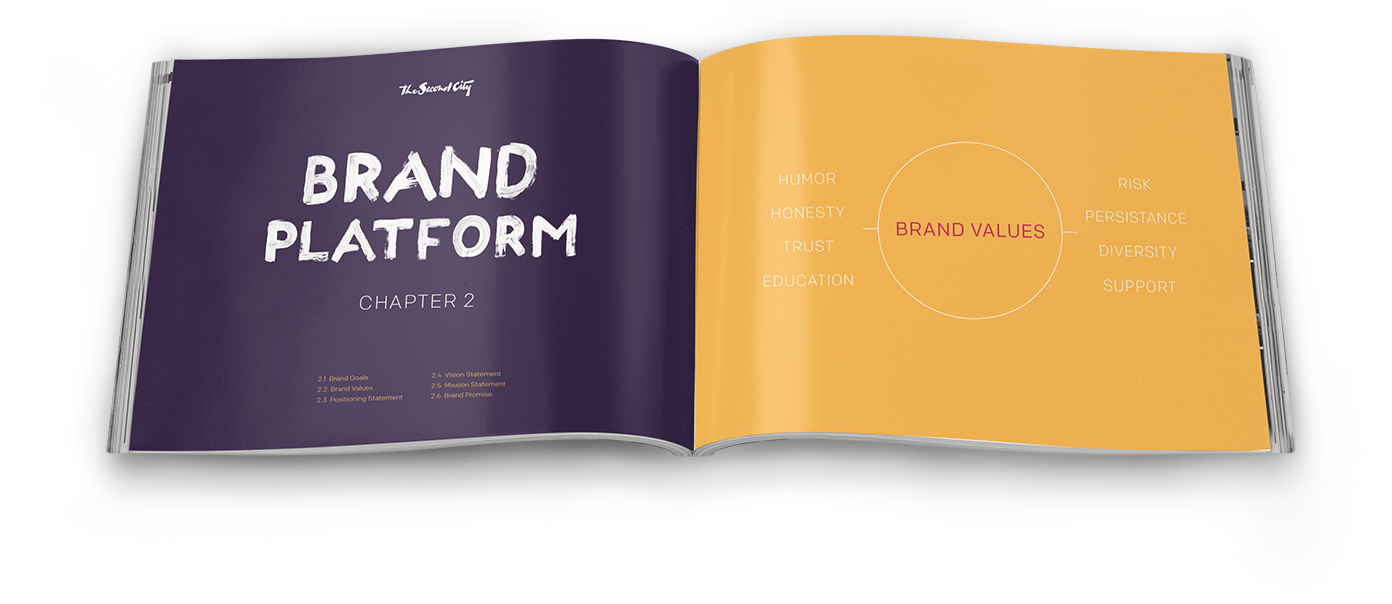 The Second City
BRAND
PLATFORM
CHAPTER 2
2.1 Brand Goals
2.2 Brand Values
2.3 Positioning Statement
2.4 Vision Statement
2.5 Mission Statement
2.6 Brand Promise
HUMOR
HONESTY
TRUST
EDUCATION
BRAND VALUES
RISK
PERSISTANCE
DIVERSITY
SUPPORT